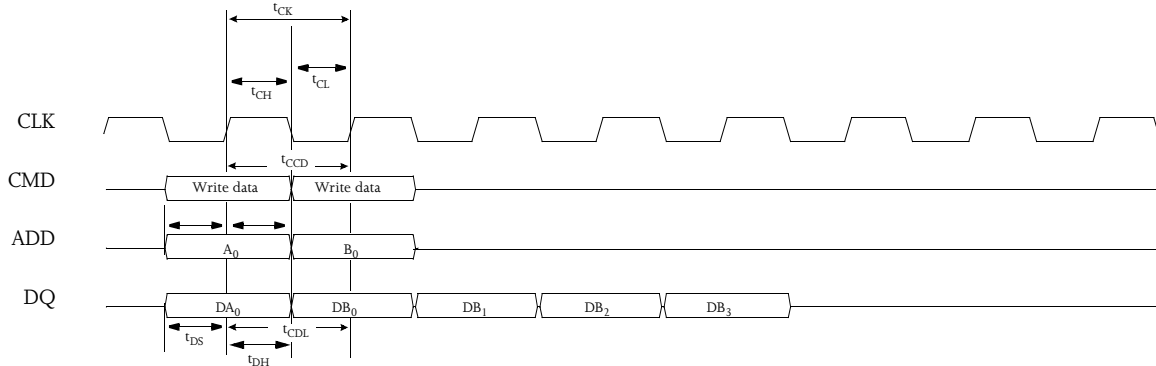 tCK
tCL
tCH
CLK
tCCD
CMD Write data Write data
ADD A0 B0
DQ DA0 DB0 DB1 DB2 DB3
tDS tCDL
tDH